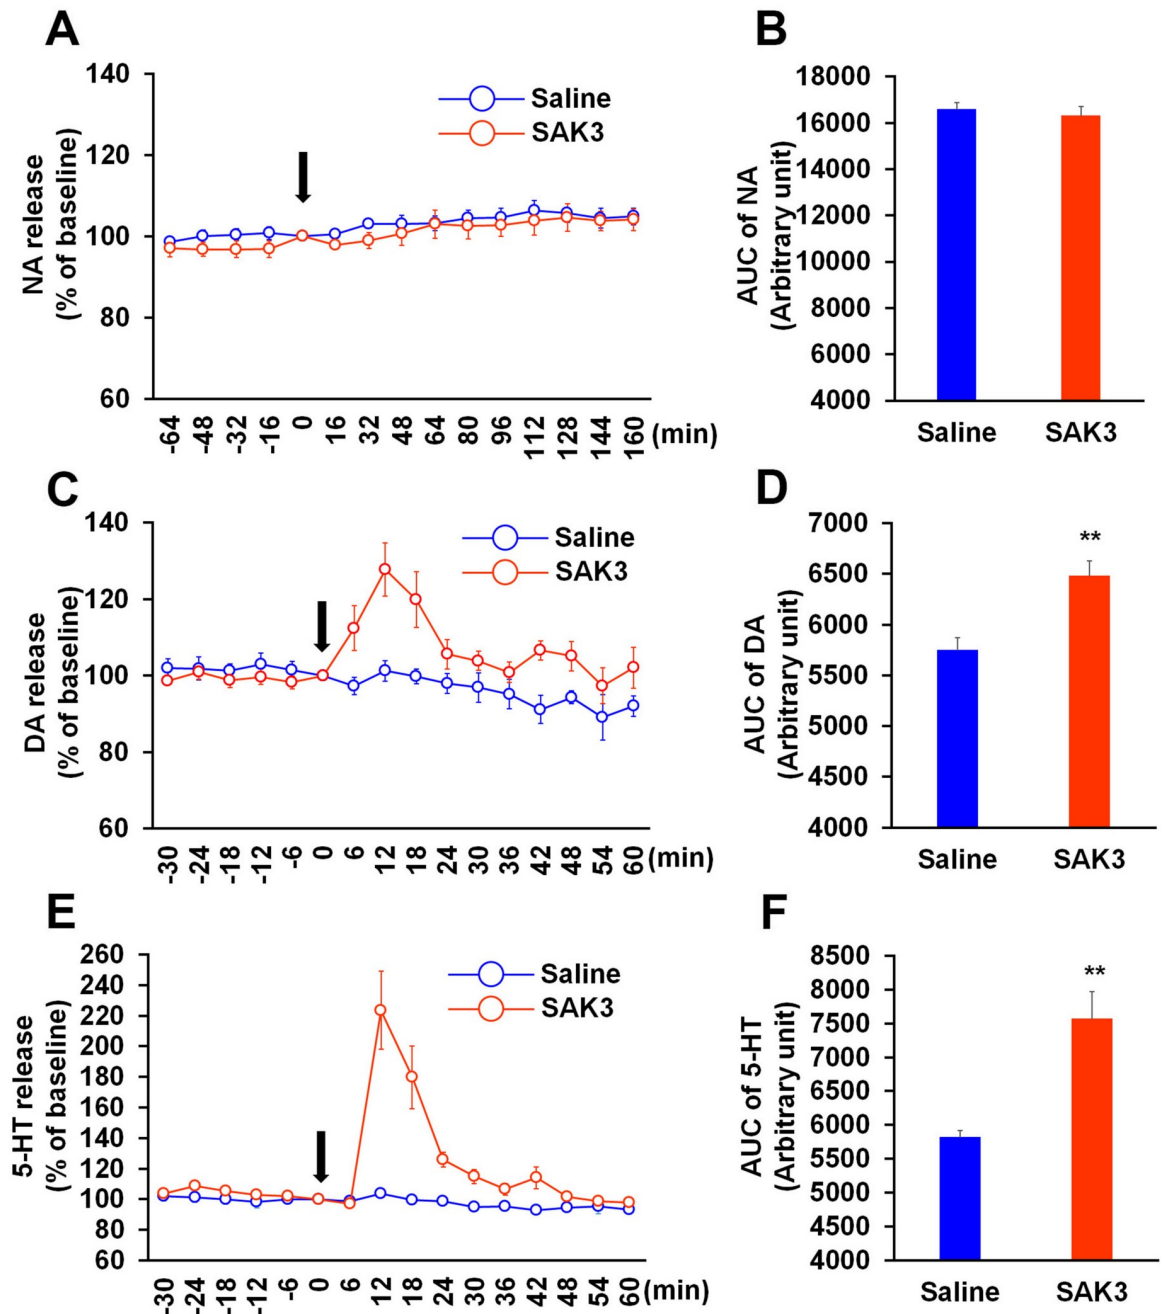 A
NA release
(% of baseline)
140
120
100
80
60
Saline
SAK3
-64 -48 -32 -16 0 16 32 48 64 80 96 112 128 144 160 (min)
B
AUC of NA
(Arbitrary unit)
18000
16000
14000
12000
10000
8000
6000
4000
Saline SAK3
C
DA release
(% of baseline)
140
120
100
80
60
Saline
SAK3
-30 -24 -18 -12 -6 0 6 12 18 24 30 36 42 48 54 60 (min)
D
AUC of DA
(Arbitrary unit)
7000
6500
6000
5500
5000
4500
4000
**
Saline SAK3
E
5-HT release
(% of baseline)
260
240
220
200
180
160
140
120
100
80
60
Saline
SAK3
-30 -24 -18 -12 -6 0 6 12 18 24 30 36 42 48 54 60 (min)
F
AUC of 5-HT
(Arbitrary unit)
8500
8000
7500
7000
6500
6000
5500
5000
4500
4000
**
Saline SAK3